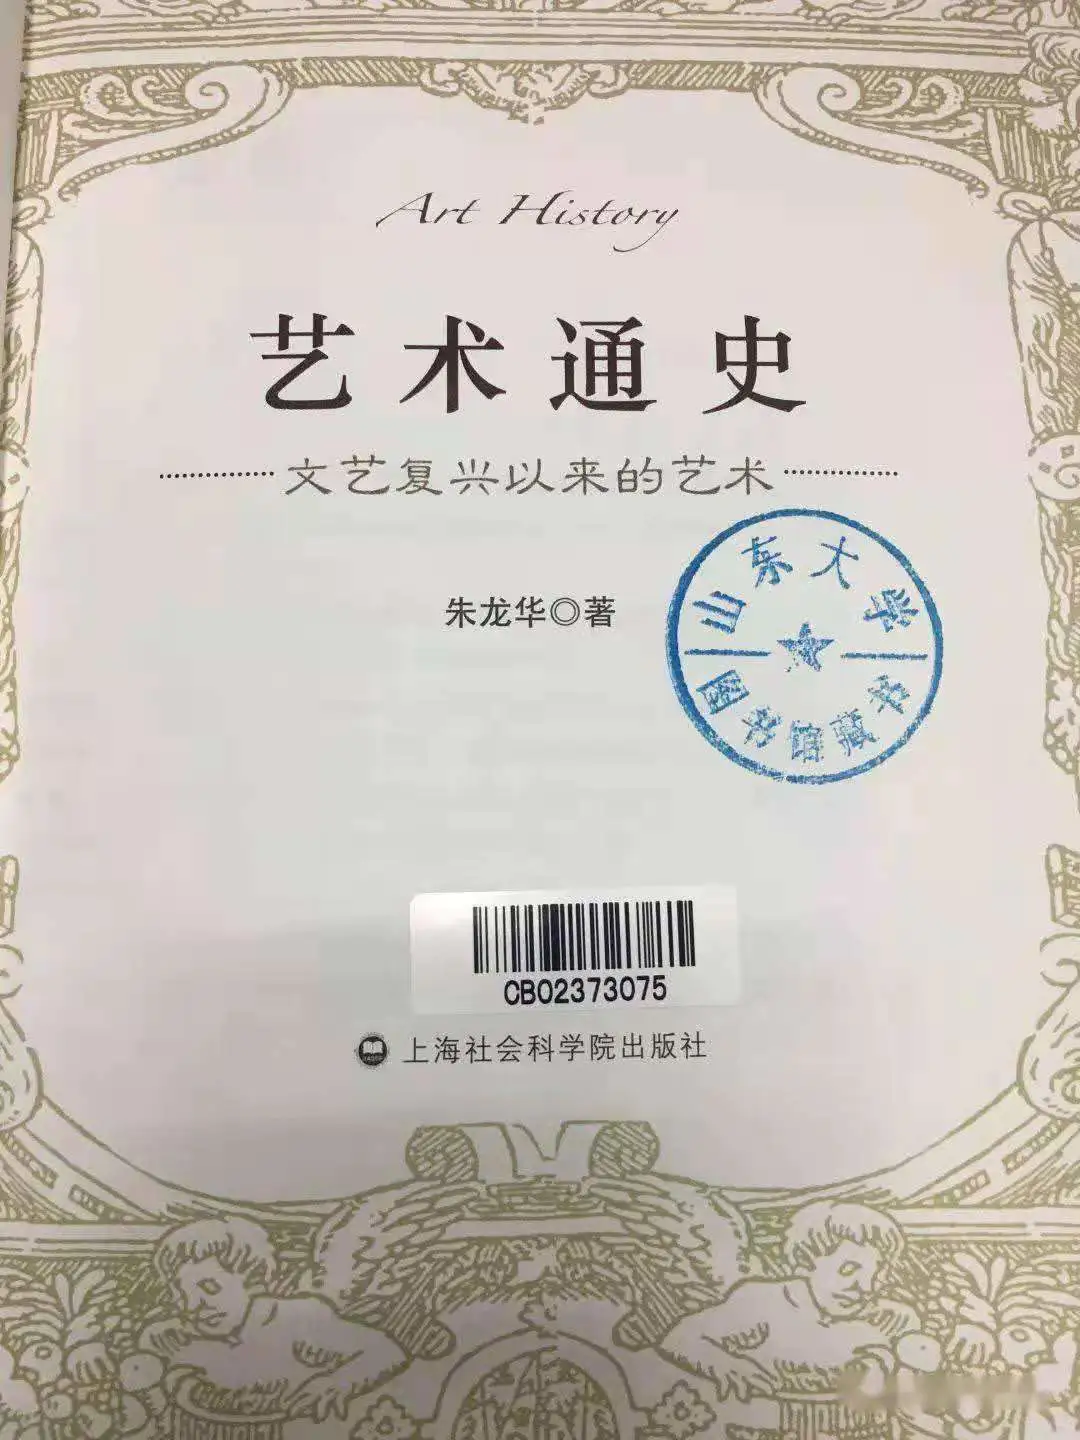 Art History
艺术通史
文艺复兴以来的艺术
朱龙华◎著
山东大学
图书馆藏书
CB02373075
上海社会科学院出版社